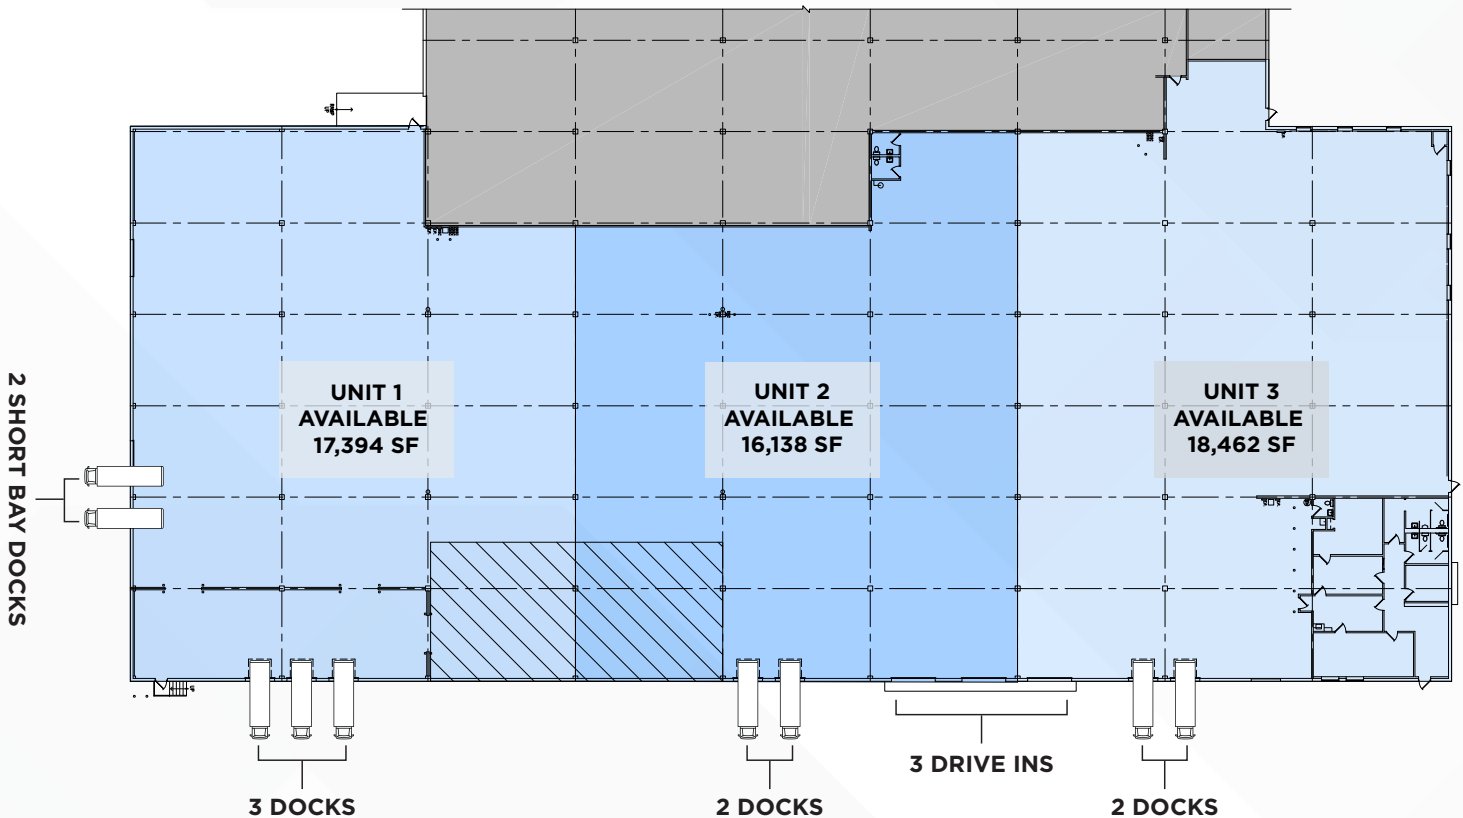 UNIT 1
AVAILABLE
17,394 SF
UNIT 2
AVAILABLE
16,138 SF
UNIT 3
AVAILABLE
18,462 SF
2 SHORT BAY DOCKS
3 DRIVE INS
3 DOCKS
2 DOCKS
2 DOCKS